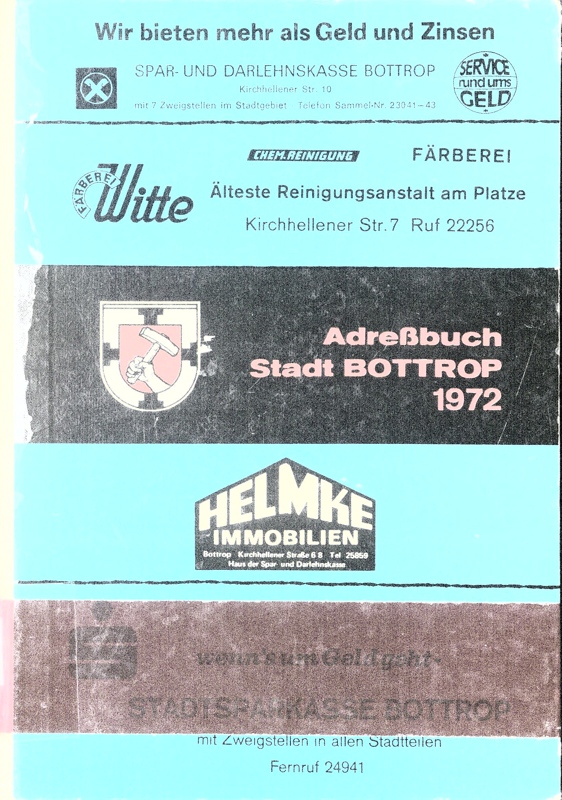 Wir bieten mehr als Geld und Zinsen
SPAR- UND DARLEHNSKASSE BOTTROP
Kirchhellener Str. 10
mit 7 Zweigstellen im Stadtgebiet Telefon Sammel-Nr. 23041–43
SERVICE
rund ums
GELD
CHEM. REINIGUNG FÄRBEREI
FÄRBEREI
Witte
Älteste Reinigungsanstalt am Platze
Kirchhellener Str. 7 Ruf 22256
Adreßbuch
Stadt BOTTROP
1972
HELMKE
IMMOBILIEN
Bottrop Kirchhellener Straße 6 8 Tel 25859
Haus der Spar- und Darlehnskasse
wenn's um Geld geht-
STADTSPARKASSE BOTTROP
mit Zweigstellen in allen Stadtteilen
Fernruf 24941